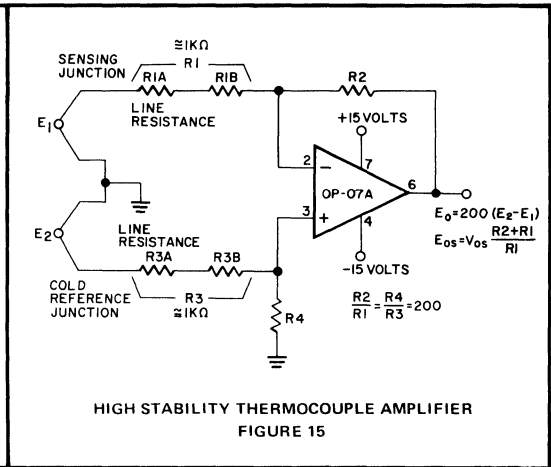 ≅1KΩ
SENSING JUNCTION
R1
R1A
R1B
R2
LINE RESISTANCE
+15 VOLTS
E1
2
−
7
OP-07A
6
3
+
4
E0=200 (E2−E1)
EOS=VOS R2+R1/R1
E2
LINE RESISTANCE
R3A
R3B
−15 VOLTS
COLD REFERENCE JUNCTION
R3
≅1KΩ
R4
R2/R1=R4/R3=200
HIGH STABILITY THERMOCOUPLE AMPLIFIER
FIGURE 15